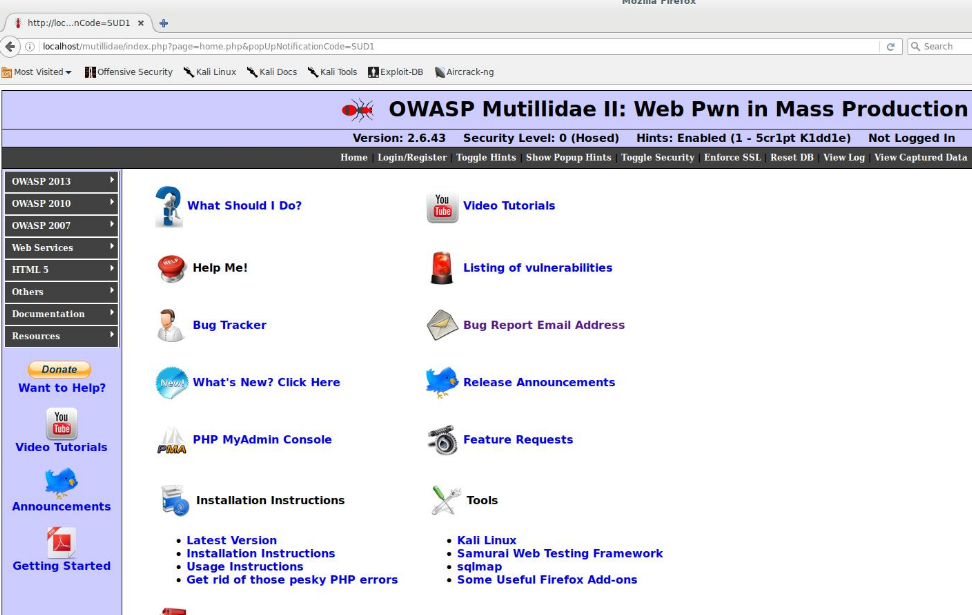 Mozilla Firefox
http://loc...nCode=SUD1
localhost/mutillidae/index.php?page=home.php&popUpNotificationCode=SUD1
Search
Most Visited Offensive Security Kali Linux Kali Docs Kali Tools Exploit-DB Aircrack-ng
OWASP Mutillidae II: Web Pwn in Mass Production
Version: 2.6.43 Security Level: 0 (Hosed) Hints: Enabled (1 - 5cr1pt K1dd1e) Not Logged In
Home | Login/Register | Toggle Hints | Show Popup Hints | Toggle Security | Enforce SSL | Reset DB | View Log | View Captured Data
OWASP 2013
OWASP 2010
OWASP 2007
Web Services
HTML 5
Others
Documentation
Resources
Donate
Want to Help?
You Tube
Video Tutorials
Announcements
Getting Started
What Should I Do?
You Tube
Video Tutorials
HELP
Help Me!
Listing of vulnerabilities
Bug Tracker
Bug Report Email Address
New!
What's New? Click Here
Release Announcements
PMA
PHP MyAdmin Console
Feature Requests
Installation Instructions
Tools
Latest Version
Installation Instructions
Usage Instructions
Get rid of those pesky PHP errors
Kali Linux
Samurai Web Testing Framework
sqlmap
Some Useful Firefox Add-ons